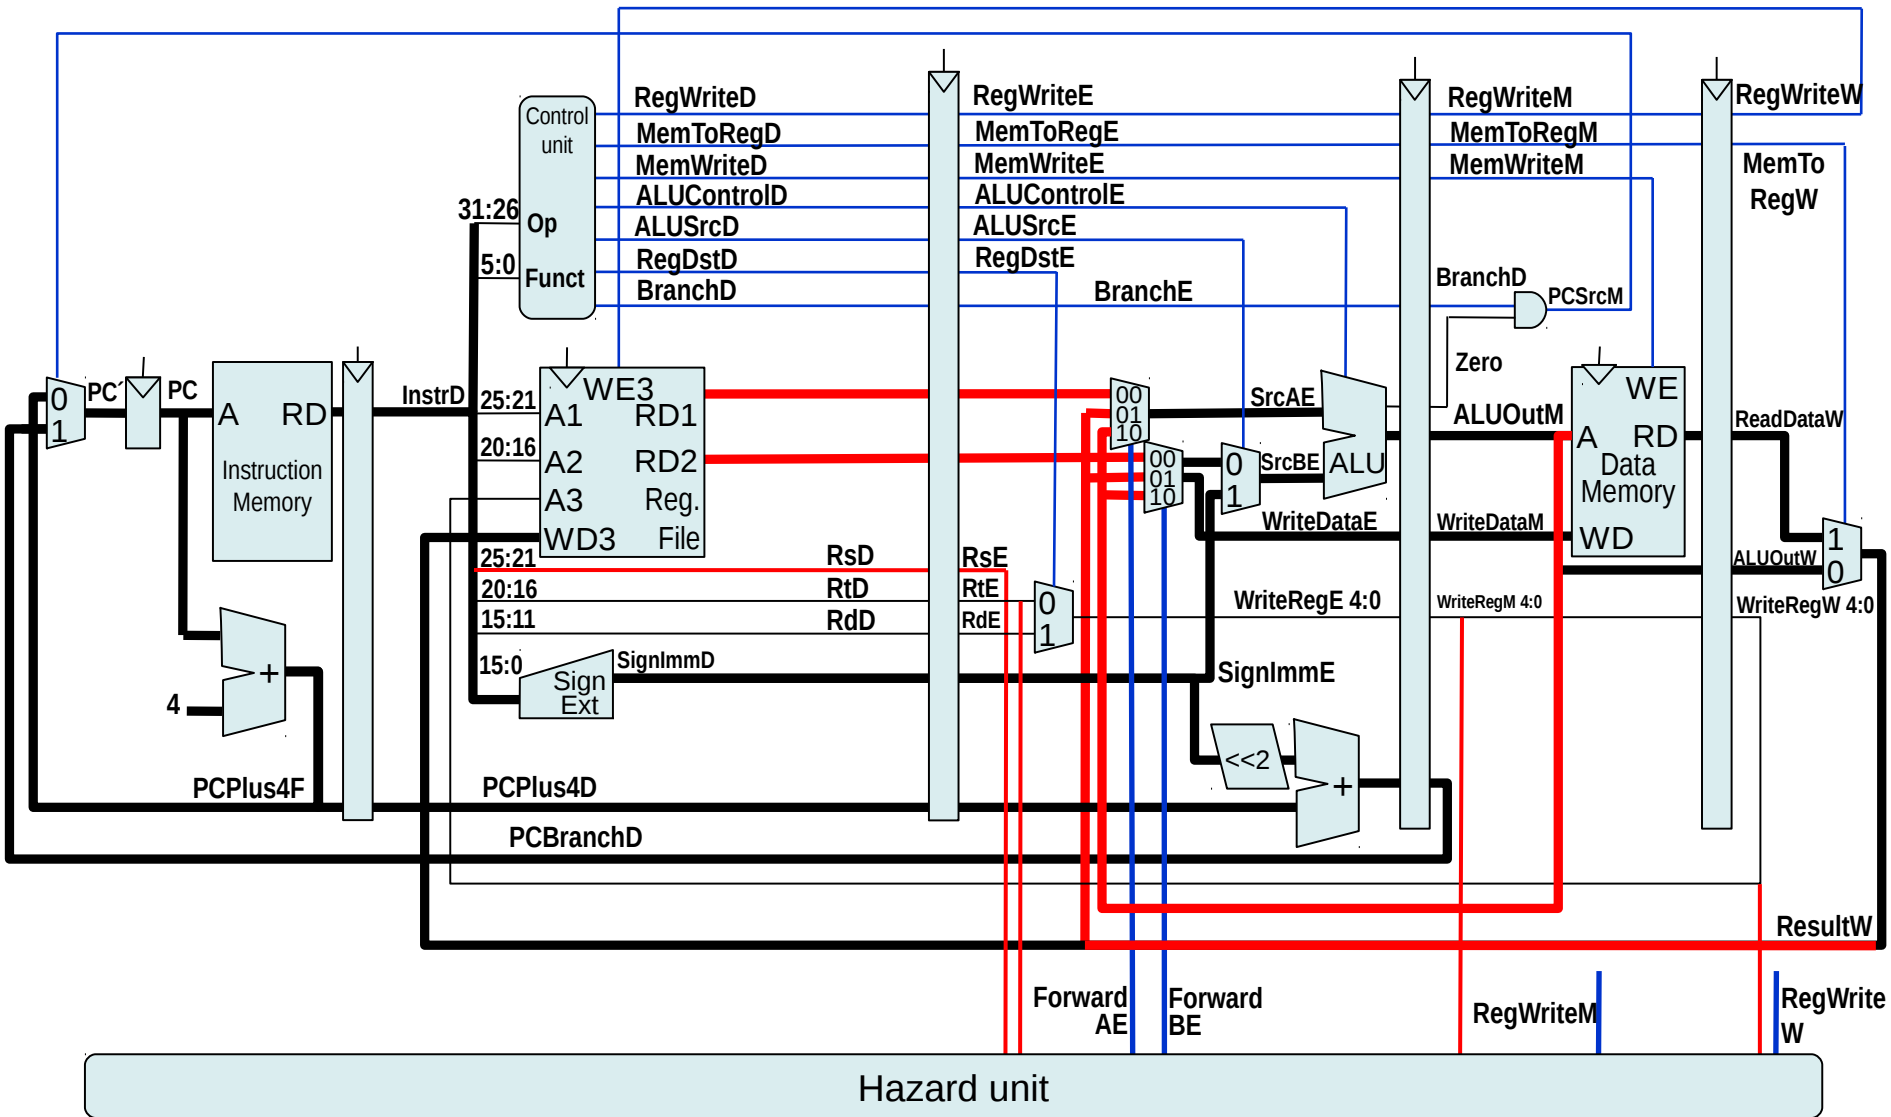 RegWriteD
RegWriteE
RegWriteM
RegWriteW
Control
unit
MemToRegD
MemToRegE
MemToRegM
MemWriteD
MemWriteE
MemWriteM
MemTo
RegW
ALUControlD
ALUControlE
31:26
Op
ALUSrcD
ALUSrcE
5:0
Funct
RegDstD
RegDstE
BranchD
BranchE
BranchD
PCSrcM
Zero
0
1
PC´
PC
A
RD
Instruction
Memory
InstrD
25:21
20:16
WE3
A1
RD1
A2
RD2
A3
Reg.
WD3
File
00
01
10
00
01
10
SrcAE
0
1
SrcBE
ALU
ALUOutM
WE
A
RD
Data
Memory
WD
ReadDataW
WriteDataE
WriteDataM
1
0
ALUOutW
25:21
RsD
RsE
20:16
RtD
RtE
15:11
RdD
RdE
0
1
WriteRegE 4:0
WriteRegM 4:0
WriteRegW 4:0
15:0
Sign
Ext
SignImmD
SignImmE
+
4
<<2
+
PCPlus4F
PCPlus4D
PCBranchD
ResultW
Forward
AE
Forward
BE
RegWriteM
RegWrite
W
Hazard unit